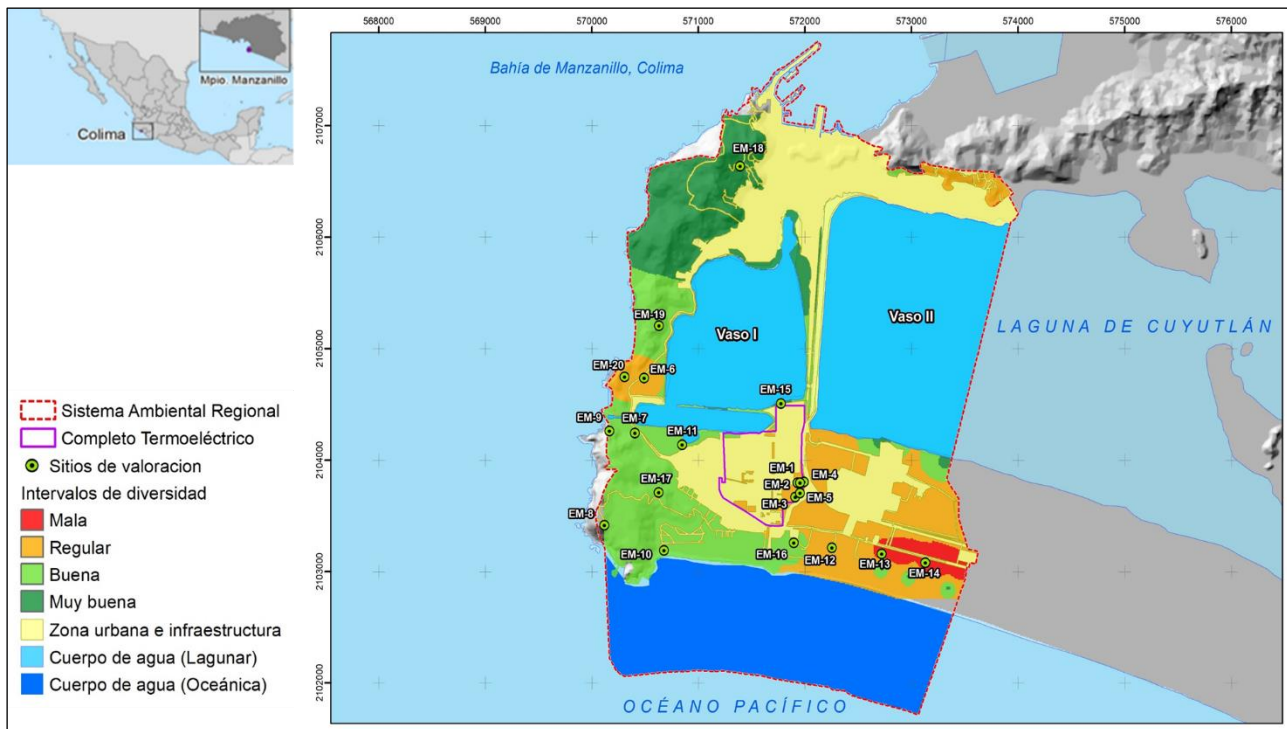 Mpio. Manzanillo
Colima
568000
569000
570000
571000
572000
573000
574000
575000
576000
2107000
2106000
2105000
2104000
2103000
2102000
Bahía de Manzanillo, Colima
EM-18
EM-19
Vaso I
Vaso II
LAGUNA DE CUYUTLÁN
EM-20
EM-6
EM-15
EM-9
EM-7
EM-11
EM-1
EM-4
EM-2
EM-17
EM-3
EM-5
EM-8
EM-10
EM-16
EM-12
EM-13
EM-14
OCÉANO PACÍFICO
Sistema Ambiental Regional
Completo Termoeléctrico
Sitios de valoracion
Intervalos de diversidad
Mala
Regular
Buena
Muy buena
Zona urbana e infraestructura
Cuerpo de agua (Lagunar)
Cuerpo de agua (Oceánica)